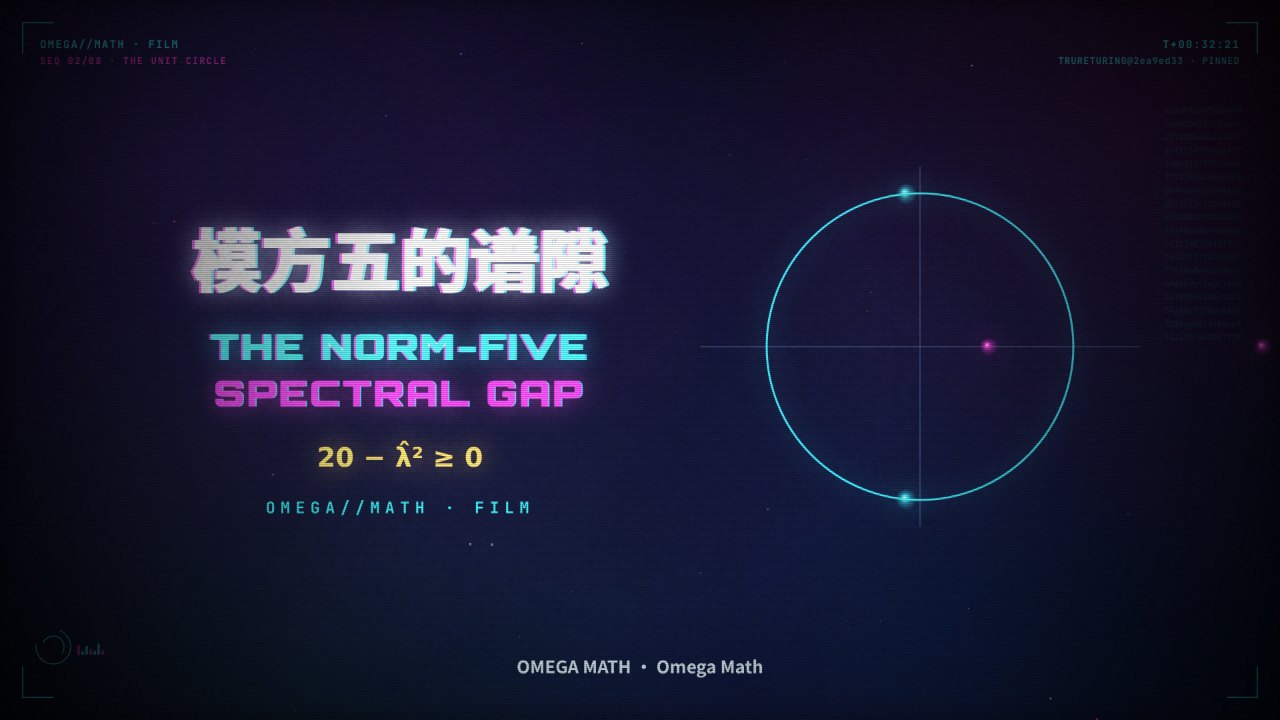 OMEGA//MATH · FILM
SEQ 02/08 · THE UNIT CIRCLE
T+00:32:21
TRURETURING@2ea9ed33 · PINNED
模方五的谱隙
THE NORM-FIVE
SPECTRAL GAP
20 − λ̂² ≥ 0
OMEGA//MATH · FILM
OMEGA MATH • Omega Math